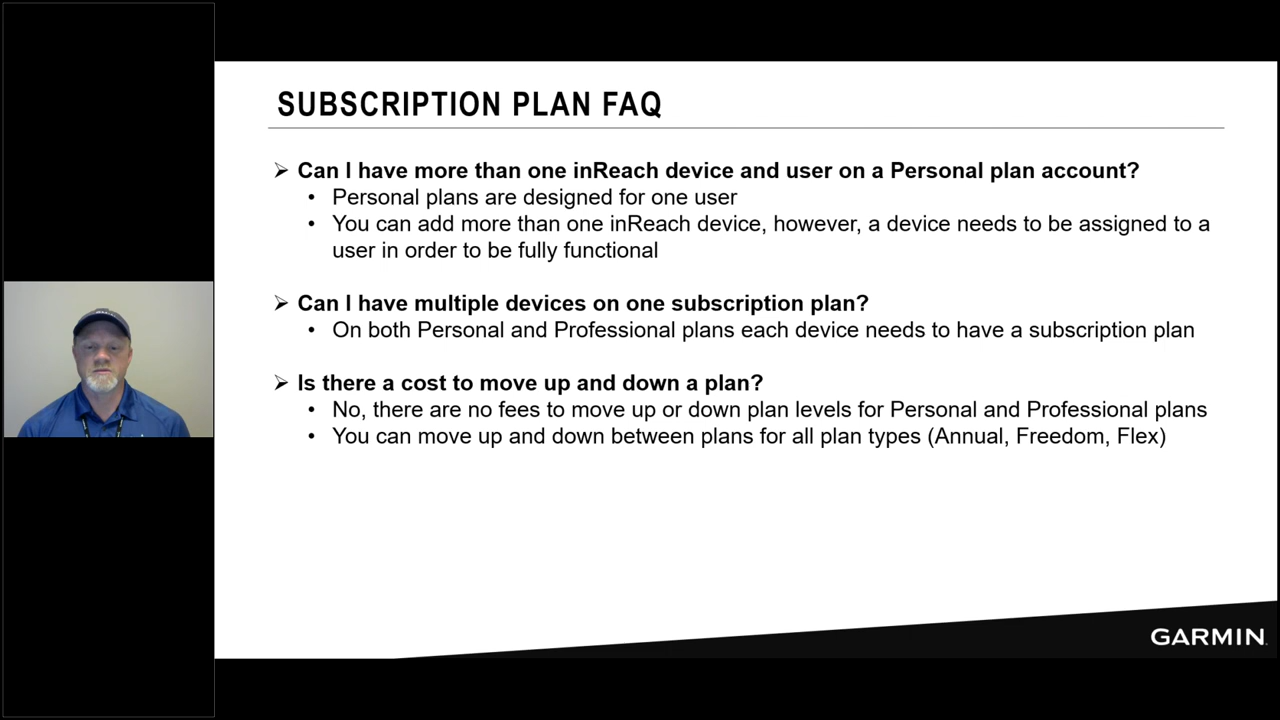 SUBSCRIPTION PLAN FAQ
➢ Can I have more than one inReach device and user on a Personal plan account?
• Personal plans are designed for one user
• You can add more than one inReach device, however, a device needs to be assigned to a
user in order to be fully functional
➢ Can I have multiple devices on one subscription plan?
• On both Personal and Professional plans each device needs to have a subscription plan
➢ Is there a cost to move up and down a plan?
• No, there are no fees to move up or down plan levels for Personal and Professional plans
• You can move up and down between plans for all plan types (Annual, Freedom, Flex)
GARMIN